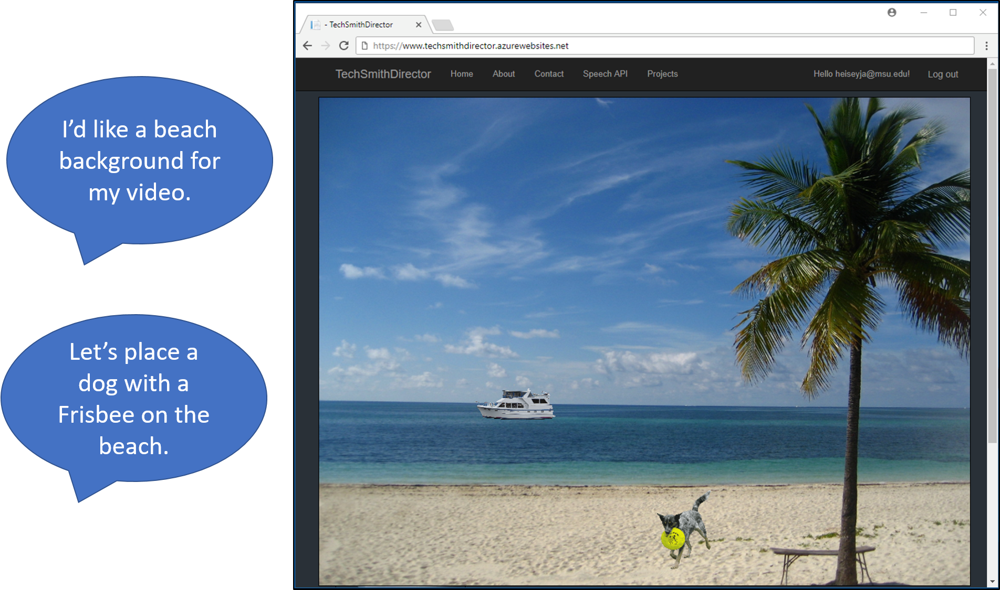 I’d like a beach
background for
my video.
Let’s place a
dog with a
Frisbee on the
beach.
- TechSmithDirector
https://www.techsmithdirector.azurewebsites.net
TechSmithDirector Home About Contact Speech API Projects Hello heiseyja@msu.edu! Log out